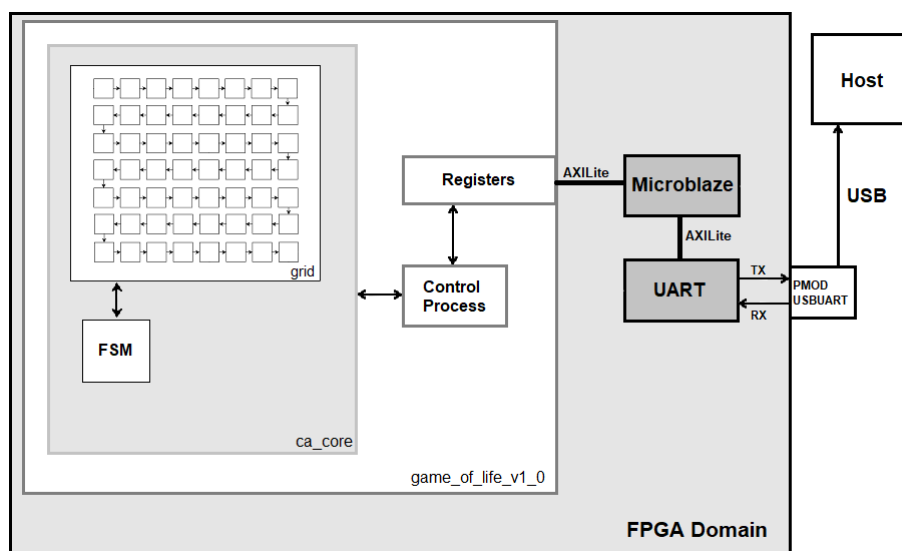 grid
FSM
ca_core
Registers
Control
Process
game_of_life_v1_0
AXILite
Microblaze
AXILite
UART
TX
RX
PMOD
USBUART
USB
Host
FPGA Domain